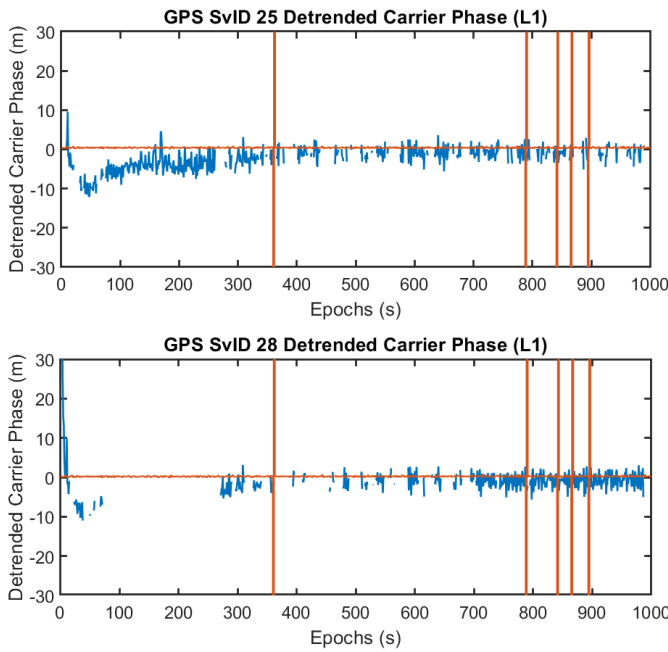 GPS SvID 25 Detrended Carrier Phase (L1)
Detrended Carrier Phase (m)
30
20
10
0
-10
-20
-30
0 100 200 300 400 500 600 700 800 900 1000
Epochs (s)
GPS SvID 28 Detrended Carrier Phase (L1)
Detrended Carrier Phase (m)
30
20
10
0
-10
-20
-30
0 100 200 300 400 500 600 700 800 900 1000
Epochs (s)